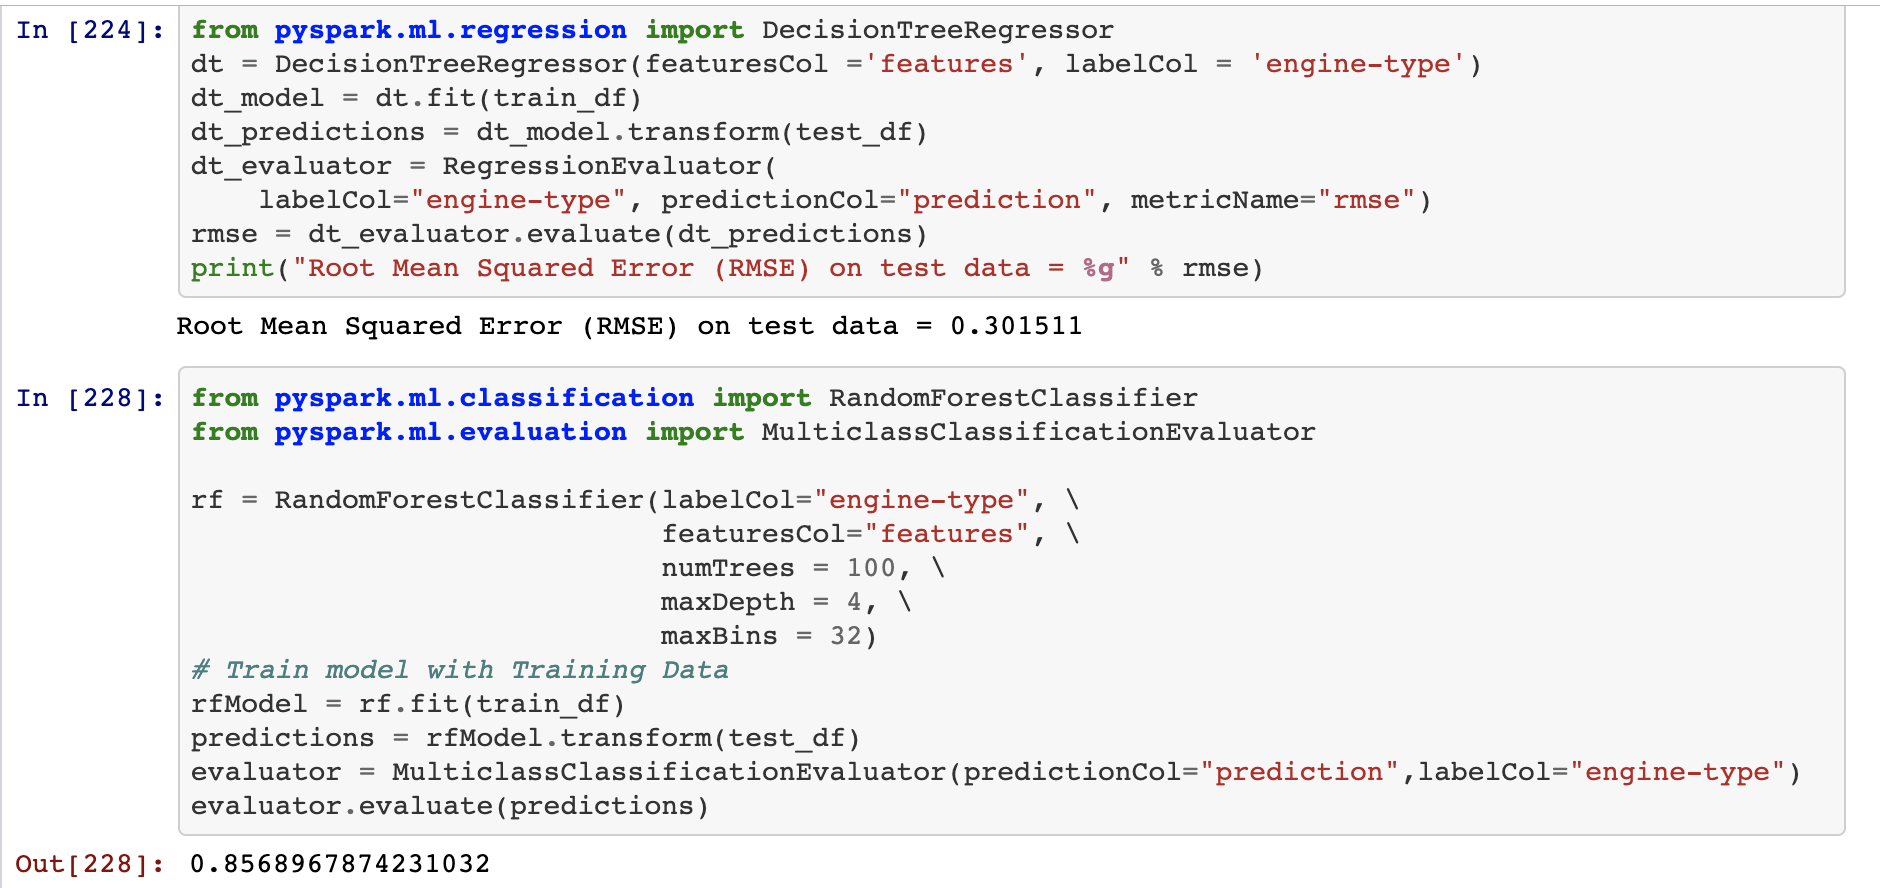 In [224]: from pyspark.ml.regression import DecisionTreeRegressor
dt = DecisionTreeRegressor(featuresCol ='features', labelCol = 'engine-type')
dt_model = dt.fit(train_df)
dt_predictions = dt_model.transform(test_df)
dt_evaluator = RegressionEvaluator(
    labelCol="engine-type", predictionCol="prediction", metricName="rmse")
rmse = dt_evaluator.evaluate(dt_predictions)
print("Root Mean Squared Error (RMSE) on test data = %g" % rmse)
Root Mean Squared Error (RMSE) on test data = 0.301511
In [228]: from pyspark.ml.classification import RandomForestClassifier
from pyspark.ml.evaluation import MulticlassClassificationEvaluator
rf = RandomForestClassifier(labelCol="engine-type", \
                            featuresCol="features", \
                            numTrees = 100, \
                            maxDepth = 4, \
                            maxBins = 32)
# Train model with Training Data
rfModel = rf.fit(train_df)
predictions = rfModel.transform(test_df)
evaluator = MulticlassClassificationEvaluator(predictionCol="prediction",labelCol="engine-type")
evaluator.evaluate(predictions)
Out[228]: 0.8568967874231032